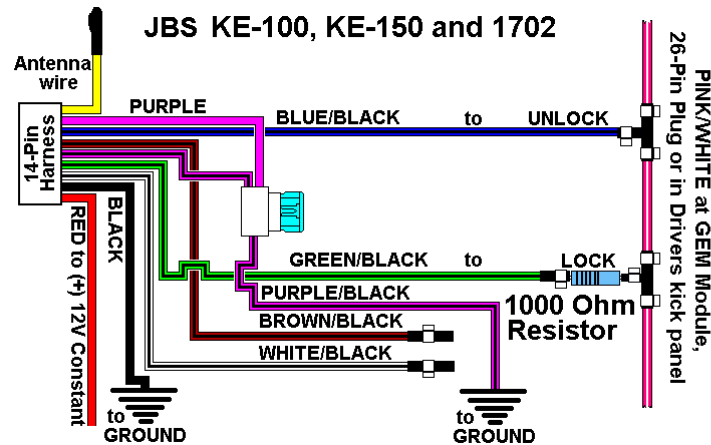 JBS KE-100, KE-150 and 1702
Antenna
wire
PURPLE
BLUE/BLACK to UNLOCK
14-Pin
Harness
BLACK
RED to (+) 12V Constant
GREEN/BLACK to LOCK
PURPLE/BLACK
1000 Ohm
Resistor
BROWN/BLACK
WHITE/BLACK
to
GROUND
to
GROUND
PINK/WHITE at GEM Module,
26-Pin Plug or in Drivers kick panel